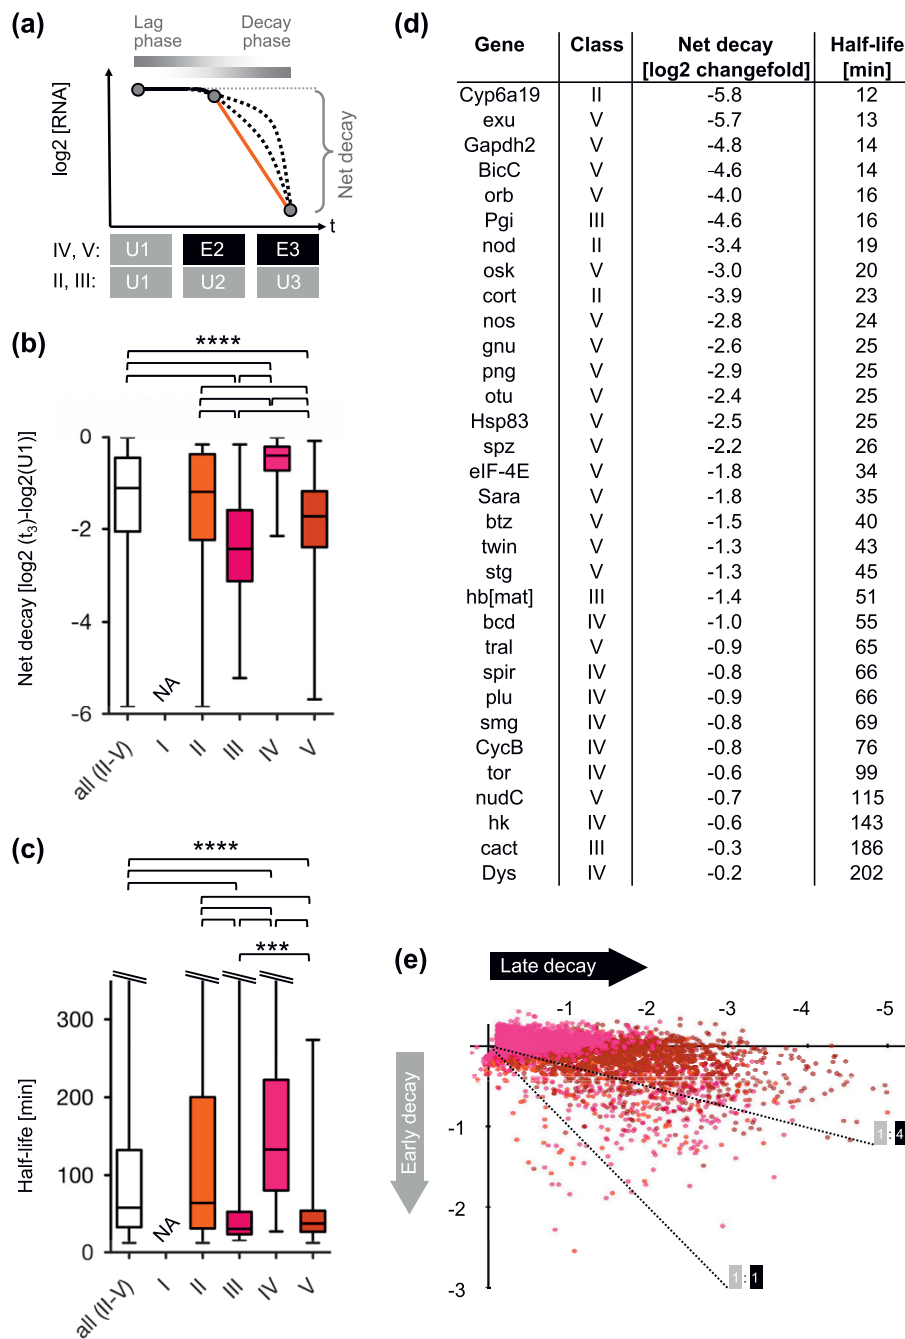 (a)
Lag phase
Decay phase
log2 [RNA]
Net decay
t
IV, V: U1 E2 E3
II, III: U1 U2 U3
(b)
****
Net decay [log2 (t3)-log2(U1)]
0
-2
-4
-6
NA
all (II-V) I II III IV V
(c)
****
***
Half-life [min]
300
200
100
0
NA
all (II-V) I II III IV V
(d)
Gene Class Net decay [log2 changefold] Half-life [min]
Cyp6a19 II -5.8 12
exu V -5.7 13
Gapdh2 V -4.8 14
BicC V -4.6 14
orb V -4.0 16
Pgi III -4.6 16
nod II -3.4 19
osk V -3.0 20
cort II -3.9 23
nos V -2.8 24
gnu V -2.6 25
png V -2.9 25
otu V -2.4 25
Hsp83 V -2.5 25
spz V -2.2 26
eIF-4E V -1.8 34
Sara V -1.8 35
btz V -1.5 40
twin V -1.3 43
stg V -1.3 45
hb[mat] III -1.4 51
bcd IV -1.0 55
tral V -0.9 65
spir IV -0.8 66
plu IV -0.9 66
smg IV -0.8 69
CycB IV -0.8 76
tor IV -0.6 99
nudC V -0.7 115
hk IV -0.6 143
cact III -0.3 186
Dys IV -0.2 202
(e)
Late decay
-1 -2 -3 -4 -5
Early decay
-1
-2
-3
1 : 4
1 : 1